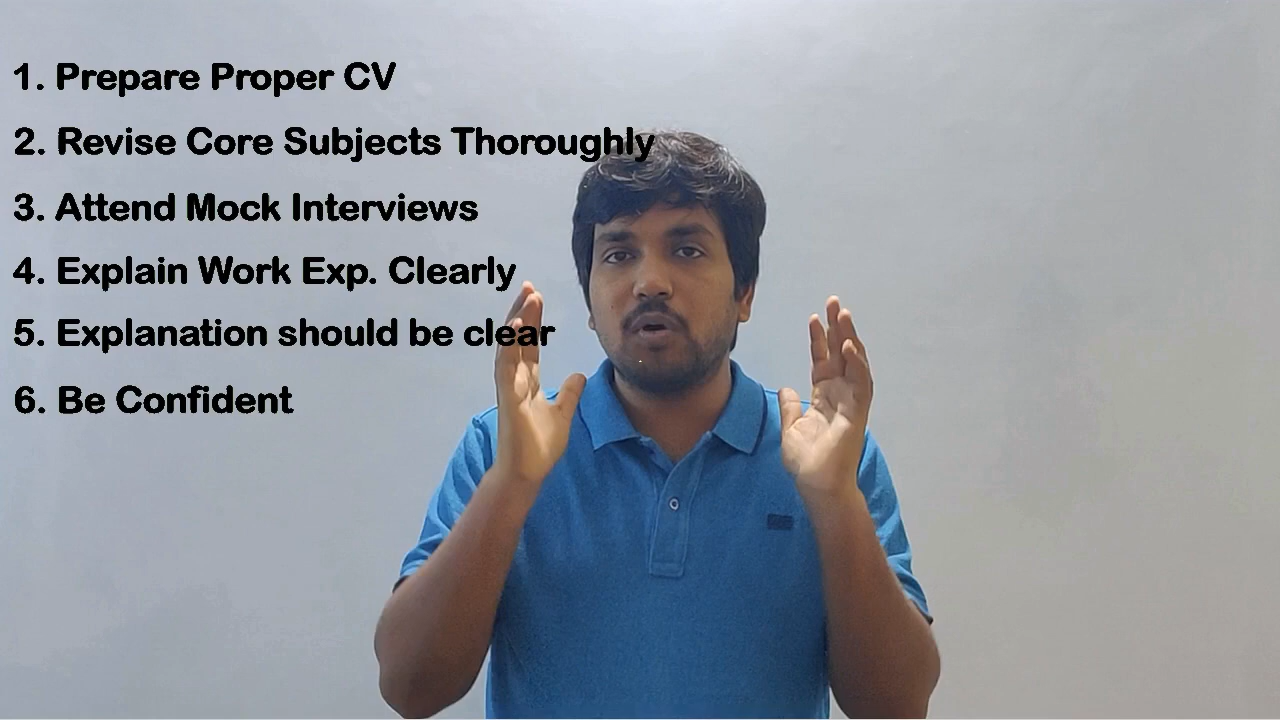 1. Prepare Proper CV
2. Revise Core Subjects Thoroughly
3. Attend Mock Interviews
4. Explain Work Exp. Clearly
5. Explanation should be clear
6. Be Confident